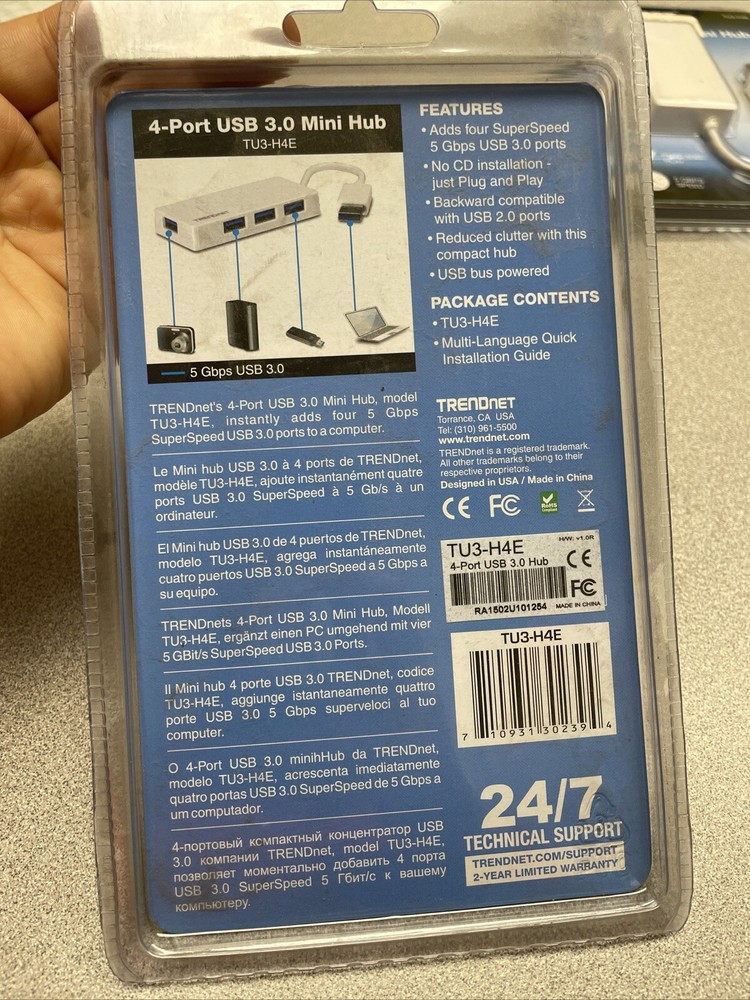 4-Port USB 3.0 Mini Hub
TU3-H4E
5 Gbps USB 3.0
TRENDnet's 4-Port USB 3.0 Mini Hub, model
TU3-H4E, instantly adds four 5 Gbps
SuperSpeed USB 3.0 ports to a computer.
Le Mini hub USB 3.0 à 4 ports de TRENDnet,
modèle TU3-H4E, ajoute instantanément quatre
ports USB 3.0 SuperSpeed à 5 Gb/s à un
ordinateur.
El Mini hub USB 3.0 de 4 puertos de TRENDnet,
modelo TU3-H4E, agrega instantáneamente
cuatro puertos USB 3.0 SuperSpeed a 5 Gbps a
su equipo.
TRENDnets 4-Port USB 3.0 Mini Hub, Modell
TU3-H4E, ergänzt einen PC umgehend mit vier
5 GBit/s SuperSpeed USB 3.0 Ports.
Il Mini hub 4 porte USB 3.0 TRENDnet, codice
TU3-H4E, aggiunge istantaneamente quattro
porte USB 3.0 5 Gbps superveloci al tuo
computer.
O 4-Port USB 3.0 minihHub da TRENDnet,
modelo TU3-H4E, acrescenta imediatamente
quatro portas USB 3.0 SuperSpeed de 5 Gbps a
um computador.
4-портовый компактный концентратор USB
3.0 компании TRENDnet, model TU3-H4E,
позволяет моментально добавить 4 порта
USB 3.0 SuperSpeed 5 Гбит/с к вашему
компьютеру.
FEATURES
• Adds four SuperSpeed
5 Gbps USB 3.0 ports
• No CD installation -
just Plug and Play
• Backward compatible
with USB 2.0 ports
• Reduced clutter with this
compact hub
• USB bus powered
PACKAGE CONTENTS
• TU3-H4E
• Multi-Language Quick
Installation Guide
TRENDNET
Torrance, CA USA
Tel: (310) 961-5500
www.trendnet.com
TRENDnet is a registered trademark.
All other trademarks belong to their
respective proprietors.
Designed in USA / Made in China
CE FC RoHS
Compliant
TU3-H4E H/W: v1.0R
4-Port USB 3.0 Hub CE
FC
RA1502U101254 MADE IN CHINA
TU3-H4E
7 10931 30239 4
24/7
TECHNICAL SUPPORT
TRENDNET.COM/SUPPORT
2-YEAR LIMITED WARRANTY